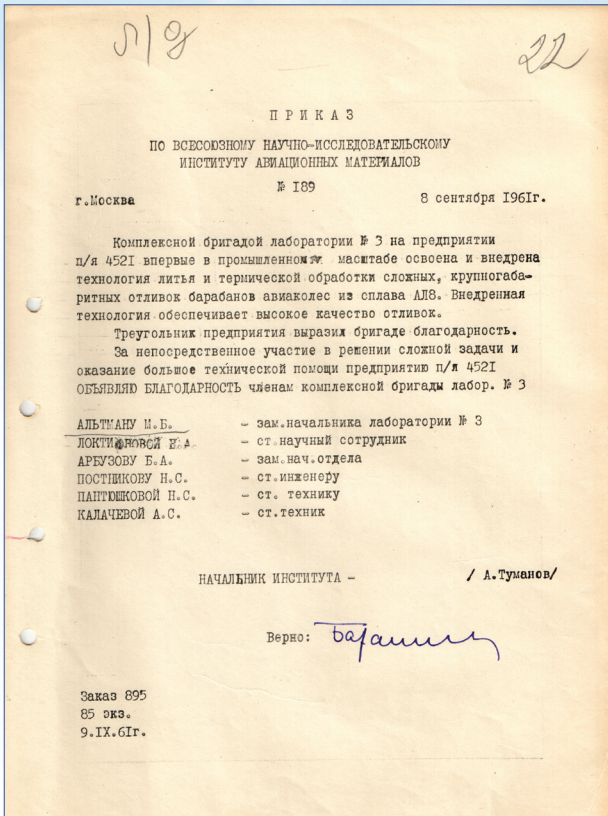 л/д
22
ПРИКАЗ
ПО ВСЕСОЮЗНОМУ НАУЧНО-ИССЛЕДОВАТЕЛЬСКОМУ
ИНСТИТУТУ АВИАЦИОННЫХ МАТЕРИАЛОВ
№ 189
г.Москва 8 сентября 1961г.
Комплексной бригадой лаборатории № 3 на предприятии
п/я 4521 впервые в промышленном масштабе освоена и внедрена
технология литья и термической обработки сложных, крупногаба-
ритных отливок барабанов авиаколес из сплава АЛ8. Внедренная
технология обеспечивает высокое качество отливок.
Треугольник предприятия выразил бригаде благодарность.
За непосредственное участие в решении сложной задачи и
оказание большое технической помощи предприятию п/я 4521
ОБЪЯВЛЯЮ БЛАГОДАРНОСТЬ членам комплексной бригады лабор. № 3
АЛЬТМАНУ М.Б. - зам.начальника лаборатории № 3
ЛОКТИОНОВОЙ - ст.научный сотрудник
АРБУЗОВУ Б.А. - зам.нач.отдела
ПОСТНИКОВУ Н.С. - ст.инженеру
ПАНТЮШКОВОЙ Н.С. - ст. технику
КАЛАЧЕВОЙ А.С. - ст.техник
НАЧАЛЬНИК ИНСТИТУТА - / А.Туманов/
Верно:
Заказ 895
85 экз.
9.IX.61г.